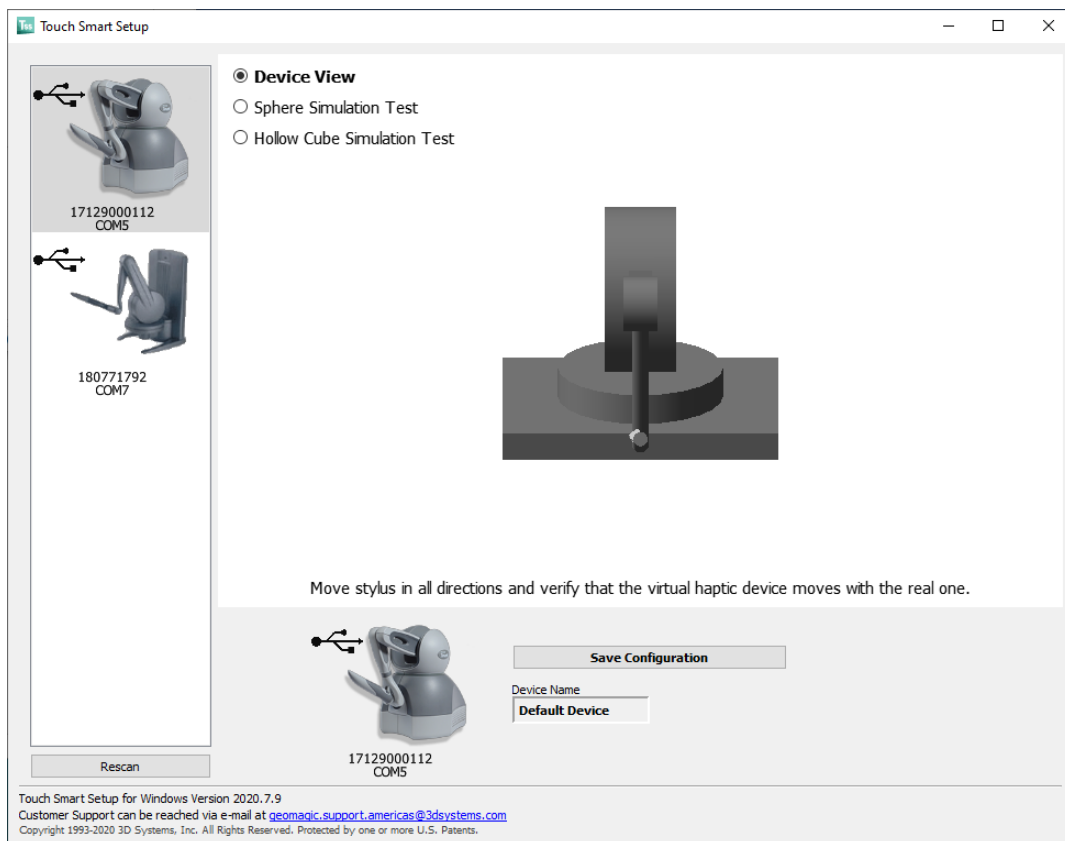 Touch Smart Setup
17129000112
COM5
180771792
COM7
Rescan
Device View
Sphere Simulation Test
Hollow Cube Simulation Test
Move stylus in all directions and verify that the virtual haptic device moves with the real one.
17129000112
COM5
Save Configuration
Device Name
Default Device
Touch Smart Setup for Windows Version 2020.7.9
Customer Support can be reached via e-mail at geomagic.support.americas@3dsystems.com
Copyright 1993-2020 3D Systems, Inc. All Rights Reserved. Protected by one or more U.S. Patents.